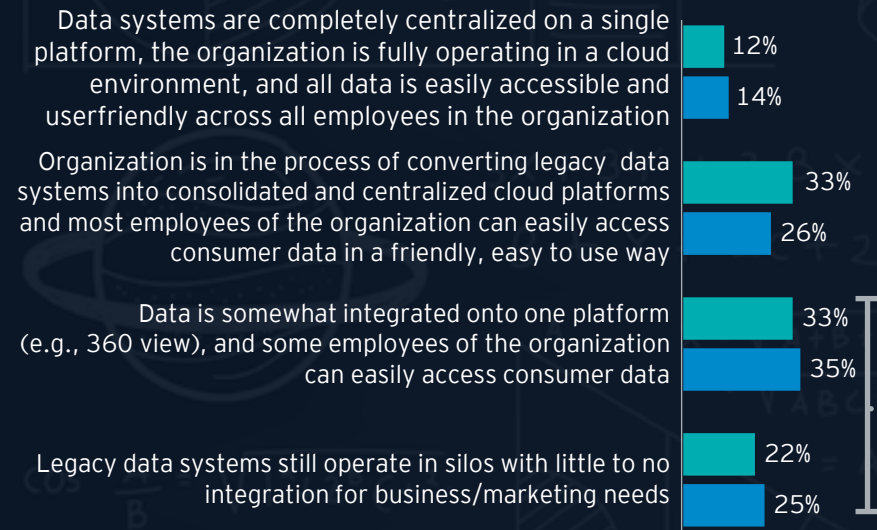 Data systems are completely centralized on a single
platform, the organization is fully operating in a cloud
environment, and all data is easily accessible and
userfriendly across all employees in the organization
12%
14%
Organization is in the process of converting legacy data
systems into consolidated and centralized cloud platforms
and most employees of the organization can easily access
consumer data in a friendly, easy to use way
33%
26%
Data is somewhat integrated onto one platform
(e.g., 360 view), and some employees of the organization
can easily access consumer data
33%
35%
Legacy data systems still operate in silos with little to no
integration for business/marketing needs
22%
25%